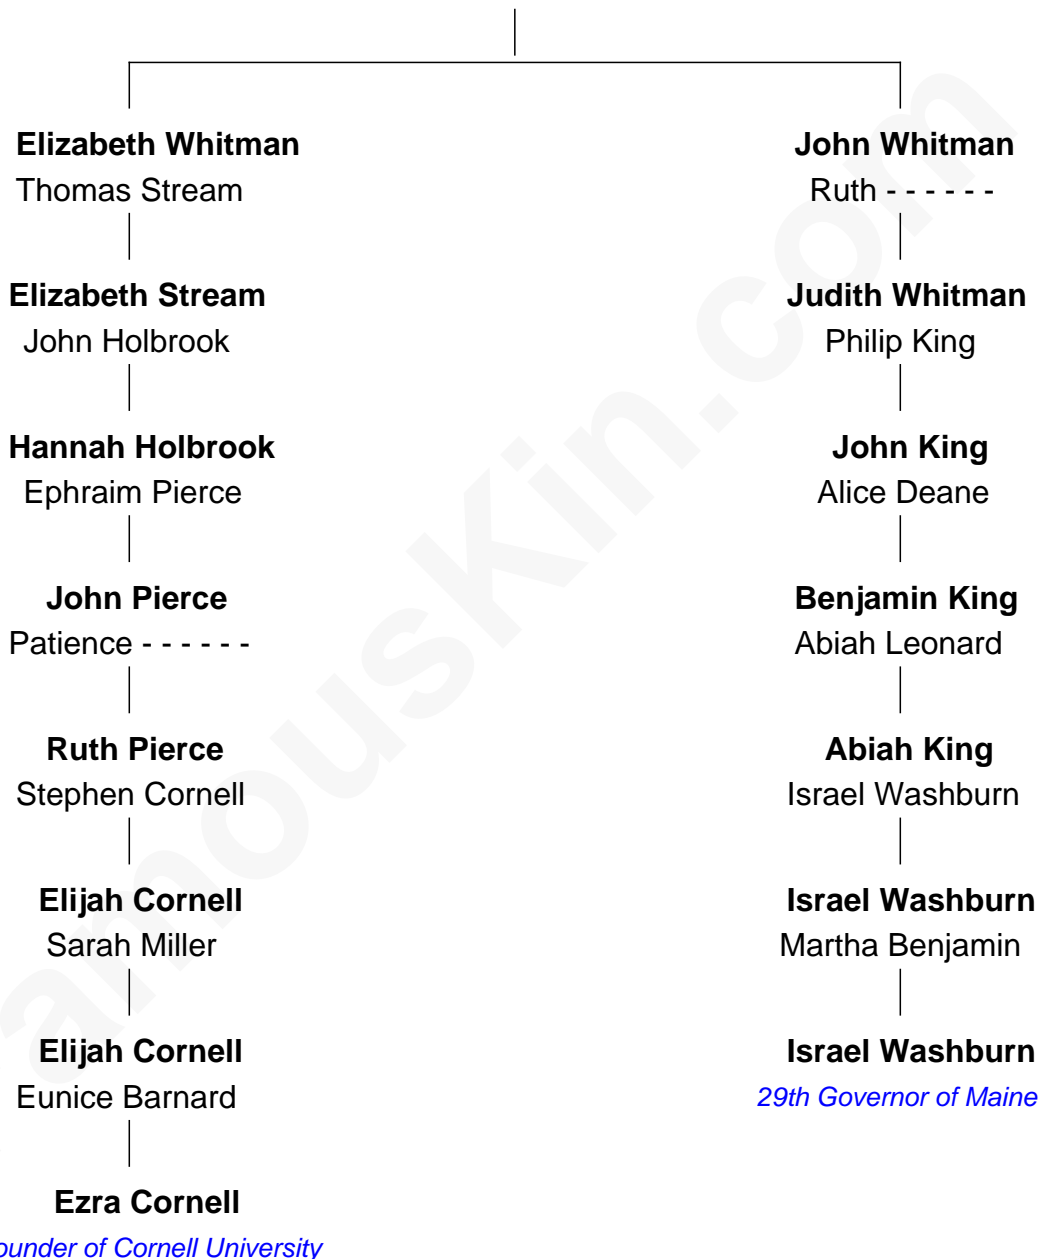 Elizabeth Whitman
Thomas Stream
Elizabeth Stream
John Holbrook
Hannah Holbrook
Ephraim Pierce
John Pierce
Patience - - - - - -
Ruth Pierce
Stephen Cornell
Elijah Cornell
Sarah Miller
Elijah Cornell
Eunice Barnard
Ezra Cornell
ounder of Cornell University
John Whitman
Ruth - - - - - -
Judith Whitman
Philip King
John King
Alice Deane
Benjamin King
Abiah Leonard
Abiah King
Israel Washburn
Israel Washburn
Martha Benjamin
Israel Washburn
29th Governor of Maine
amousKin.com